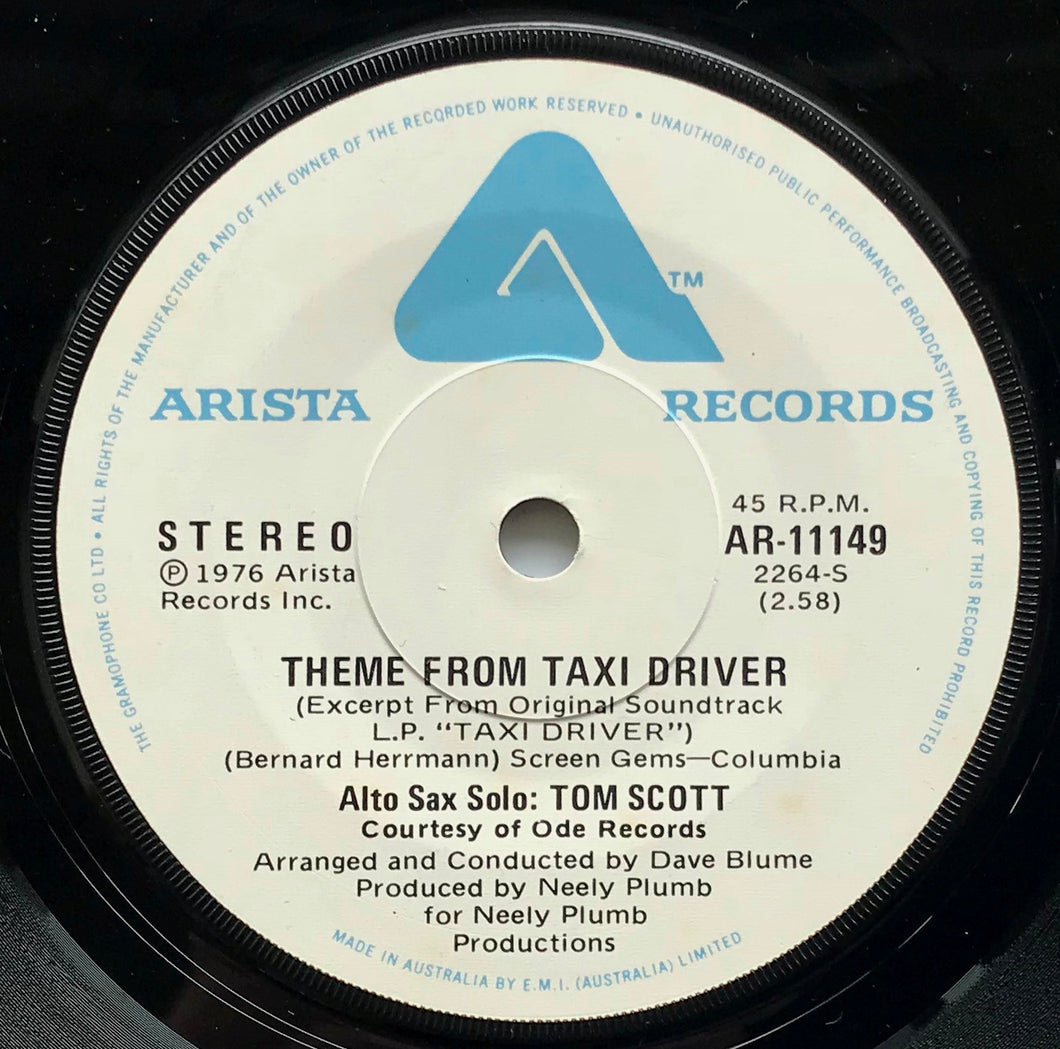 THE GRAMOPHONE CO LTD • ALL RIGHTS OF THE MANUFACTURER AND OF THE OWNER OF THE RECORDED WORK RESERVED • UNAUTHORISED PUBLIC PERFORMANCE BROADCASTING AND COPYING OF THIS RECORD PROHIBITED
TM
ARISTA RECORDS
STEREO
℗ 1976 Arista
Records Inc.
45 R.P.M.
AR-11149
2264-S
(2.58)
THEME FROM TAXI DRIVER
(Excerpt From Original Soundtrack
L.P. “TAXI DRIVER”)
(Bernard Herrmann) Screen Gems—Columbia
Alto Sax Solo: TOM SCOTT
Courtesy of Ode Records
Arranged and Conducted by Dave Blume
Produced by Neely Plumb
for Neely Plumb
Productions
MADE IN AUSTRALIA BY E.M.I. (AUSTRALIA) LIMITED